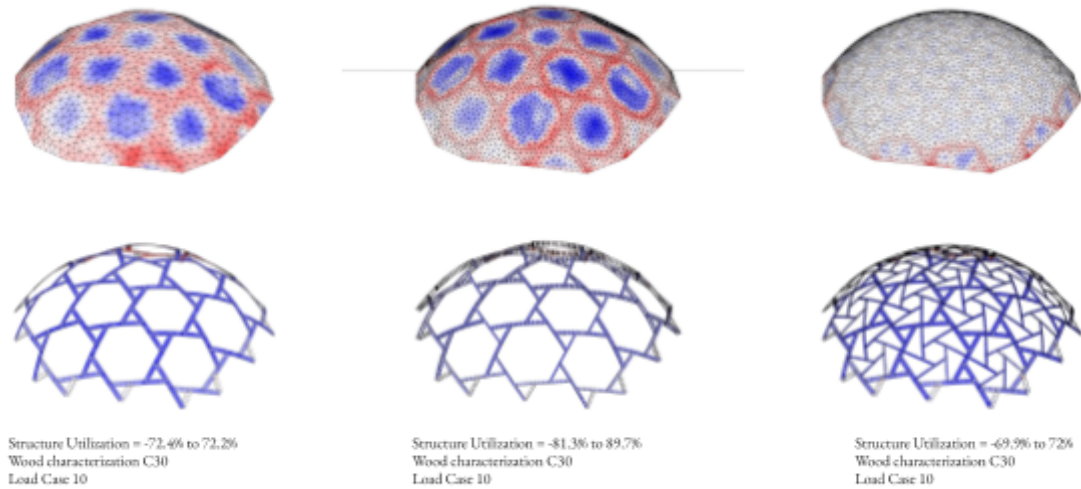 Structure Utilization = -72.4% to 72.2%
Wood characterization C30
Load Case 10
Structure Utilization = -81.3% to 89.7%
Wood characterization C30
Load Case 10
Structure Utilization = -69.9% to 72%
Wood characterization C30
Load Case 10